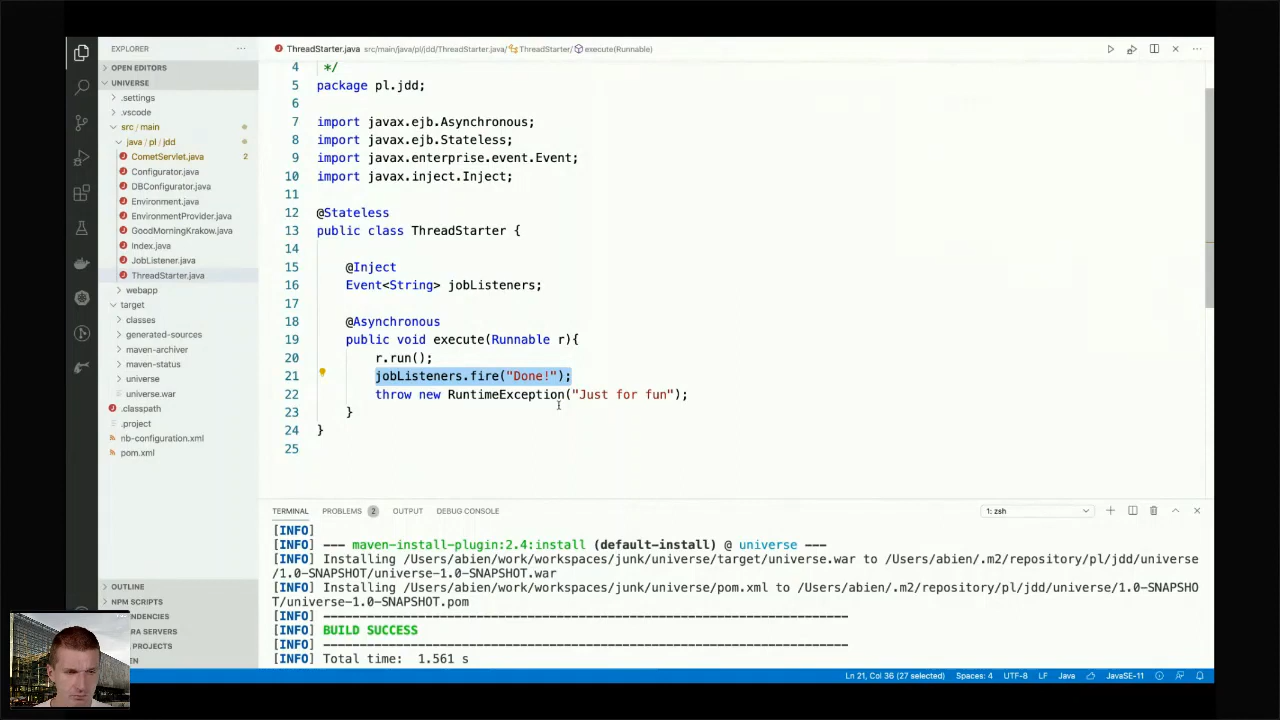 EXPLORER
ThreadStarter.java src/main/java/pl/jdd/ThreadStarter.java/ ThreadStarter/ execute(Runnable)
OPEN EDITORS
UNIVERSE
.settings
.vscode
src / main
java / pl / jdd
CometServlet.java 2
Configurator.java
DBConfigurator.java
Environment.java
EnvironmentProvider.java
GoodMorningKrakow.java
Index.java
JobListener.java
ThreadStarter.java
webapp
target
classes
generated-sources
maven-archiver
maven-status
universe
universe.war
.classpath
.project
nb-configuration.xml
pom.xml
OUTLINE
NPM SCRIPTS
ENDENCIES
RA SERVERS
PROJECTS
EN
4 */
5 package pl.jdd;
6
7 import javax.ejb.Asynchronous;
8 import javax.ejb.Stateless;
9 import javax.enterprise.event.Event;
10 import javax.inject.Inject;
11
12 @Stateless
13 public class ThreadStarter {
14
15 @Inject
16 Event<String> jobListeners;
17
18 @Asynchronous
19 public void execute(Runnable r){
20 r.run();
21 jobListeners.fire("Done!");
22 throw new RuntimeException("Just for fun");
23 }
24 }
25
TERMINAL PROBLEMS 2 OUTPUT DEBUG CONSOLE 1: zsh
[INFO]
[INFO] --- maven-install-plugin:2.4:install (default-install) @ universe ---
[INFO] Installing /Users/abien/work/workspaces/junk/universe/target/universe.war to /Users/abien/.m2/repository/pl/jdd/universe
/1.0-SNAPSHOT/universe-1.0-SNAPSHOT.war
[INFO] Installing /Users/abien/work/workspaces/junk/universe/pom.xml to /Users/abien/.m2/repository/pl/jdd/universe/1.0-SNAPSHO
T/universe-1.0-SNAPSHOT.pom
[INFO] ------------------------------------------------------------------------
[INFO] BUILD SUCCESS
[INFO] ------------------------------------------------------------------------
[INFO] Total time: 1.561 s
Ln 21, Col 36 (27 selected) Spaces: 4 UTF-8 LF Java JavaSE-11